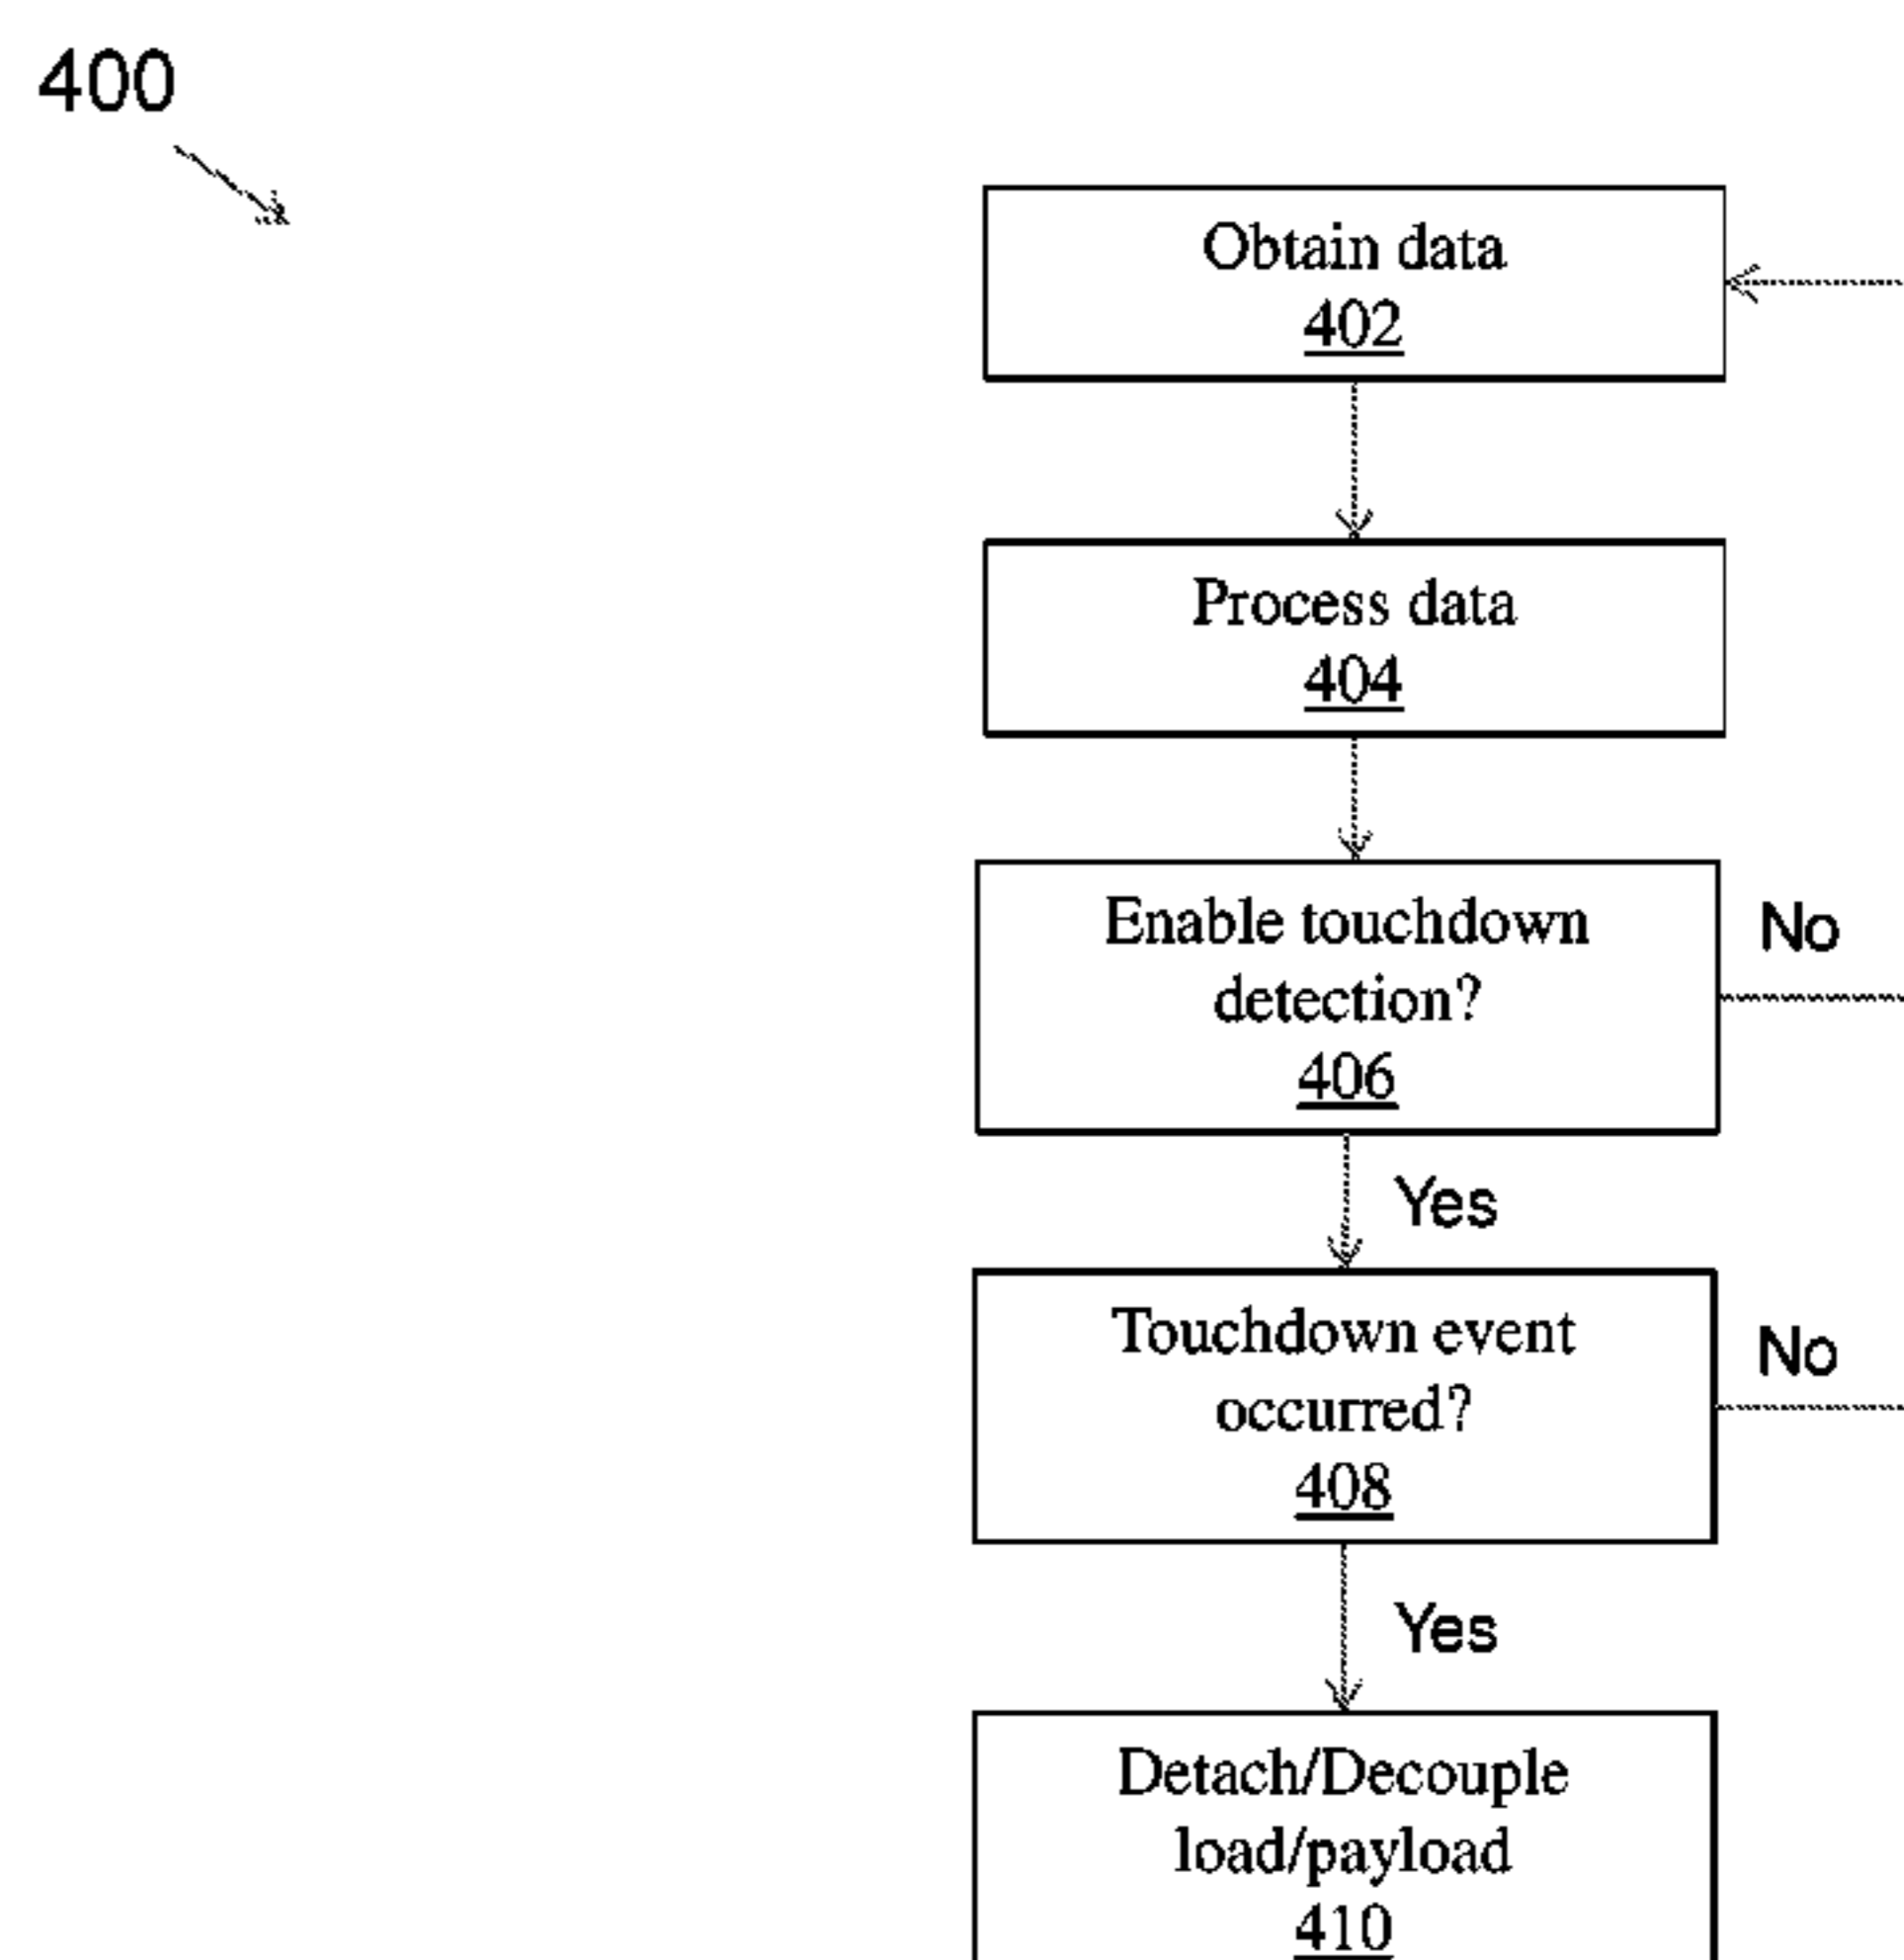 400
Obtain data
402
Process data
404
Enable touchdown
detection?
406
No
Yes
Touchdown event
occurred?
408
No
Yes
Detach/Decouple
load/payload
410